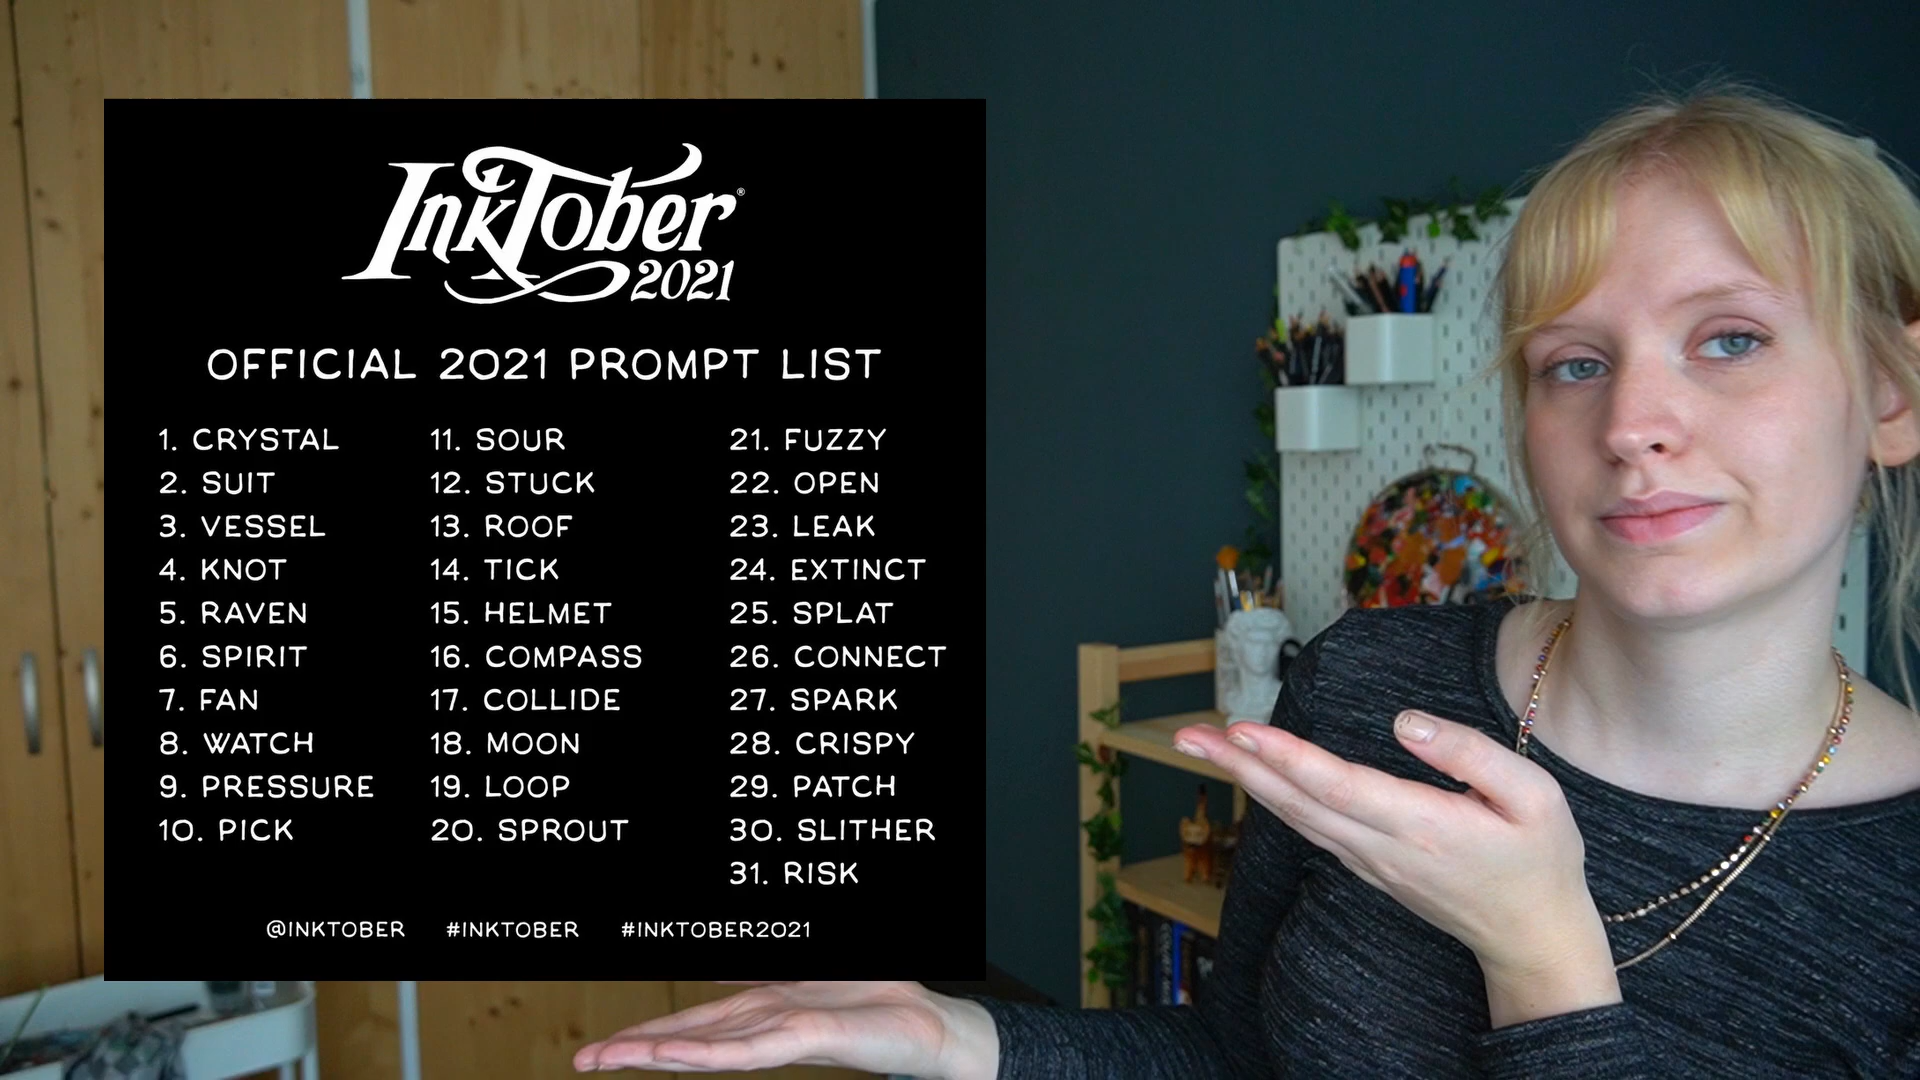 InkTober®
2021
OFFICIAL 2021 PROMPT LIST
1. CRYSTAL
2. SUIT
3. VESSEL
4. KNOT
5. RAVEN
6. SPIRIT
7. FAN
8. WATCH
9. PRESSURE
10. PICK
11. SOUR
12. STUCK
13. ROOF
14. TICK
15. HELMET
16. COMPASS
17. COLLIDE
18. MOON
19. LOOP
20. SPROUT
21. FUZZY
22. OPEN
23. LEAK
24. EXTINCT
25. SPLAT
26. CONNECT
27. SPARK
28. CRISPY
29. PATCH
30. SLITHER
31. RISK
@INKTOBER #INKTOBER #INKTOBER2021